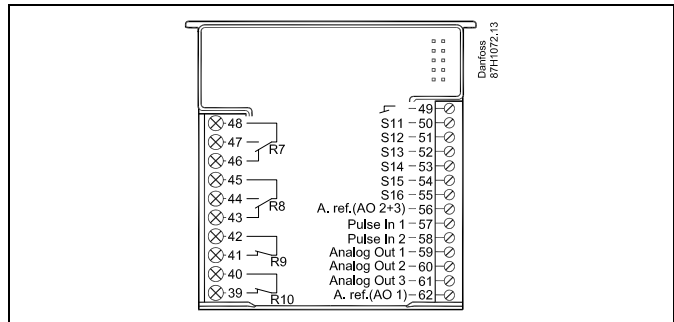 Danfoss
87H1072.13
48
47
46
R7
45
44
43
R8
42
41
R9
40
39
R10
49
S11 – 50
S12 – 51
S13 – 52
S14 – 53
S15 – 54
S16 – 55
A. ref.(AO 2+3) – 56
Pulse In 1 – 57
Pulse In 2 – 58
Analog Out 1 – 59
Analog Out 2 – 60
Analog Out 3 – 61
A. ref.(AO 1) – 62